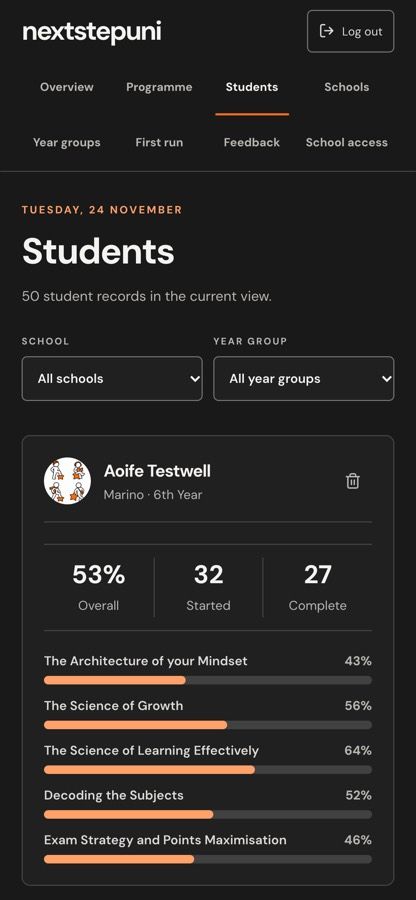 nextstepuni
Log out
Overview
Programme
Students
Schools
Year groups
First run
Feedback
School access
TUESDAY, 24 NOVEMBER
Students
50 student records in the current view.
SCHOOL
YEAR GROUP
All schools
All year groups
Aoife Testwell
Marino · 6th Year
53%
32
27
Overall
Started
Complete
The Architecture of your Mindset 43%
The Science of Growth 56%
The Science of Learning Effectively 64%
Decoding the Subjects 52%
Exam Strategy and Points Maximisation 46%